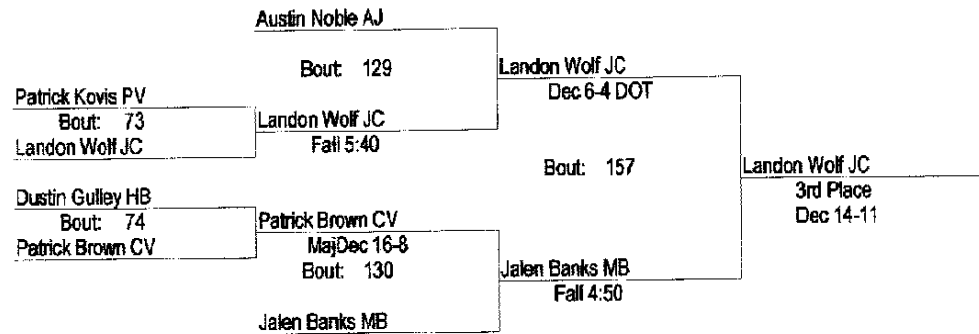 Austin Noble AJ
Bout: 129
Landon Wolf JC
Dec 6-4 DOT
Patrick Kovis PV
Bout: 73
Landon Wolf JC
Landon Wolf JC
Fall 5:40
Bout: 157
Landon Wolf JC
3rd Place
Dec 14-11
Dustin Gulley HB
Bout: 74
Patrick Brown CV
Patrick Brown CV
MajDec 16-8
Bout: 130
Jalen Banks MB
Fall 4:50
Jalen Banks MB